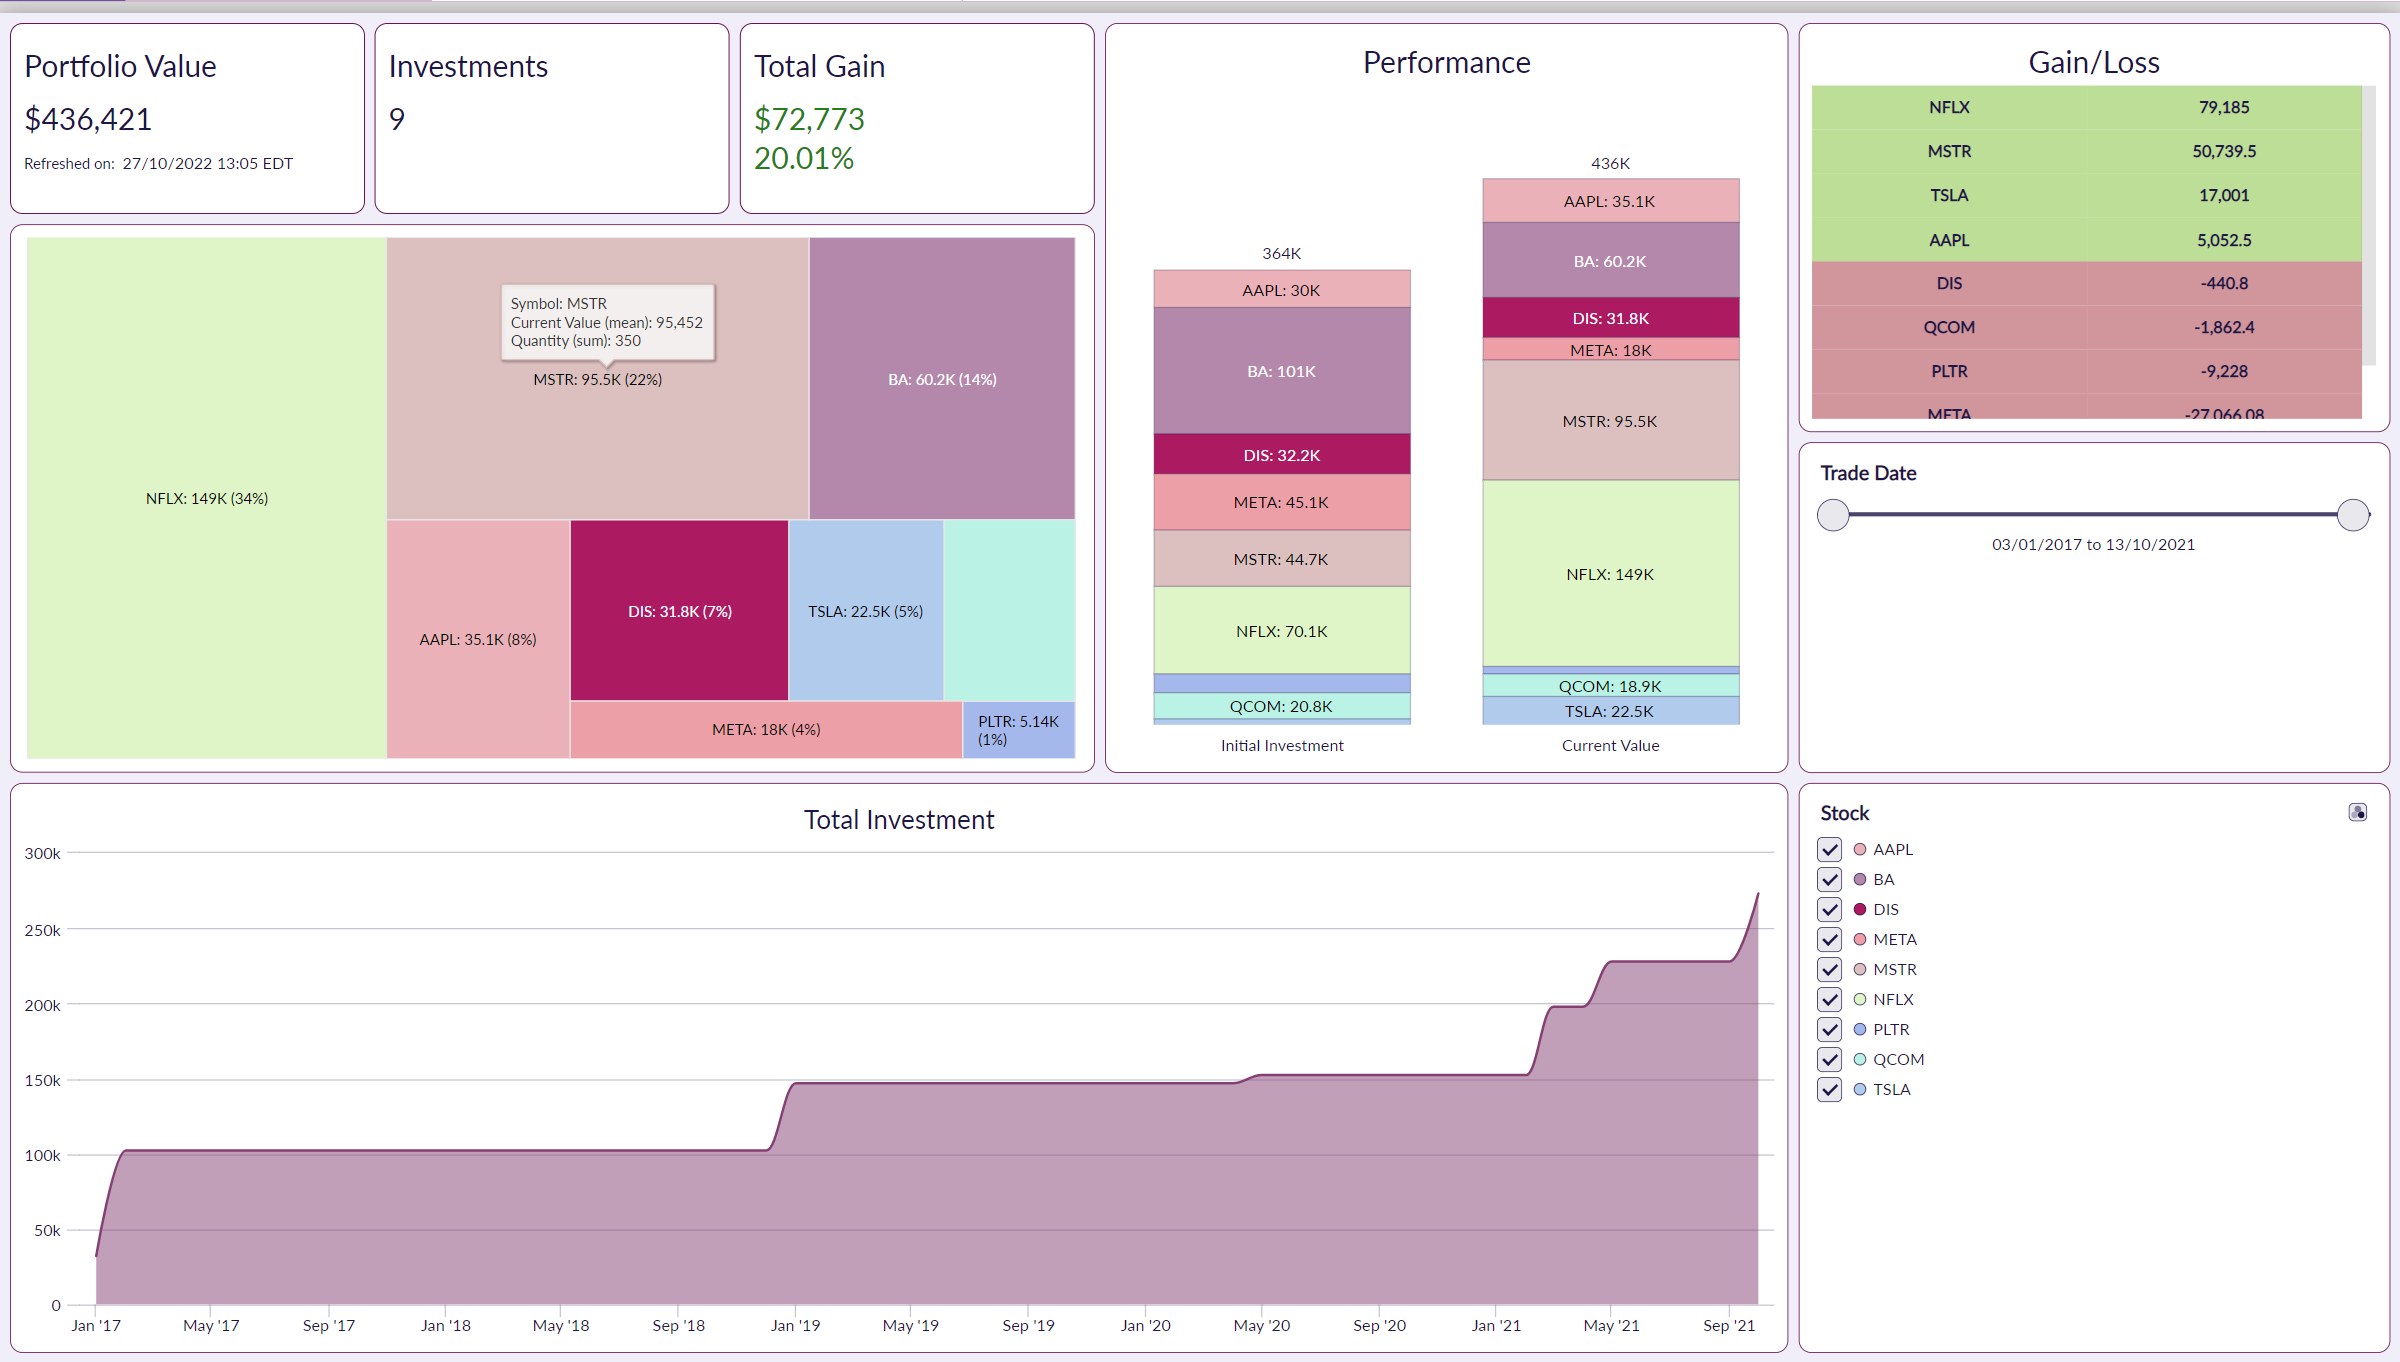 Portfolio Value
$436,421
Refreshed on: 27/10/2022 13:05 EDT
Investments
9
Total Gain
$72,773
20.01%
NFLX: 149K (34%)
Symbol: MSTR
Current Value (mean): 95,452
Quantity (sum): 350
MSTR: 95.5K (22%)
BA: 60.2K (14%)
AAPL: 35.1K (8%)
DIS: 31.8K (7%)
TSLA: 22.5K (5%)
META: 18K (4%)
PLTR: 5.14K
(1%)
Performance
364K
AAPL: 30K
BA: 101K
DIS: 32.2K
META: 45.1K
MSTR: 44.7K
NFLX: 70.1K
QCOM: 20.8K
Initial Investment
436K
AAPL: 35.1K
BA: 60.2K
DIS: 31.8K
META: 18K
MSTR: 95.5K
NFLX: 149K
QCOM: 18.9K
TSLA: 22.5K
Current Value
Gain/Loss
NFLX 79,185
MSTR 50,739.5
TSLA 17,001
AAPL 5,052.5
DIS -440.8
QCOM -1,862.4
PLTR -9,228
META -27,066.08
Trade Date
03/01/2017 to 13/10/2021
Total Investment
300k
250k
200k
150k
100k
50k
0
Jan '17 May '17 Sep '17 Jan '18 May '18 Sep '18 Jan '19 May '19 Sep '19 Jan '20 May '20 Sep '20 Jan '21 May '21 Sep '21
Stock
AAPL
BA
DIS
META
MSTR
NFLX
PLTR
QCOM
TSLA